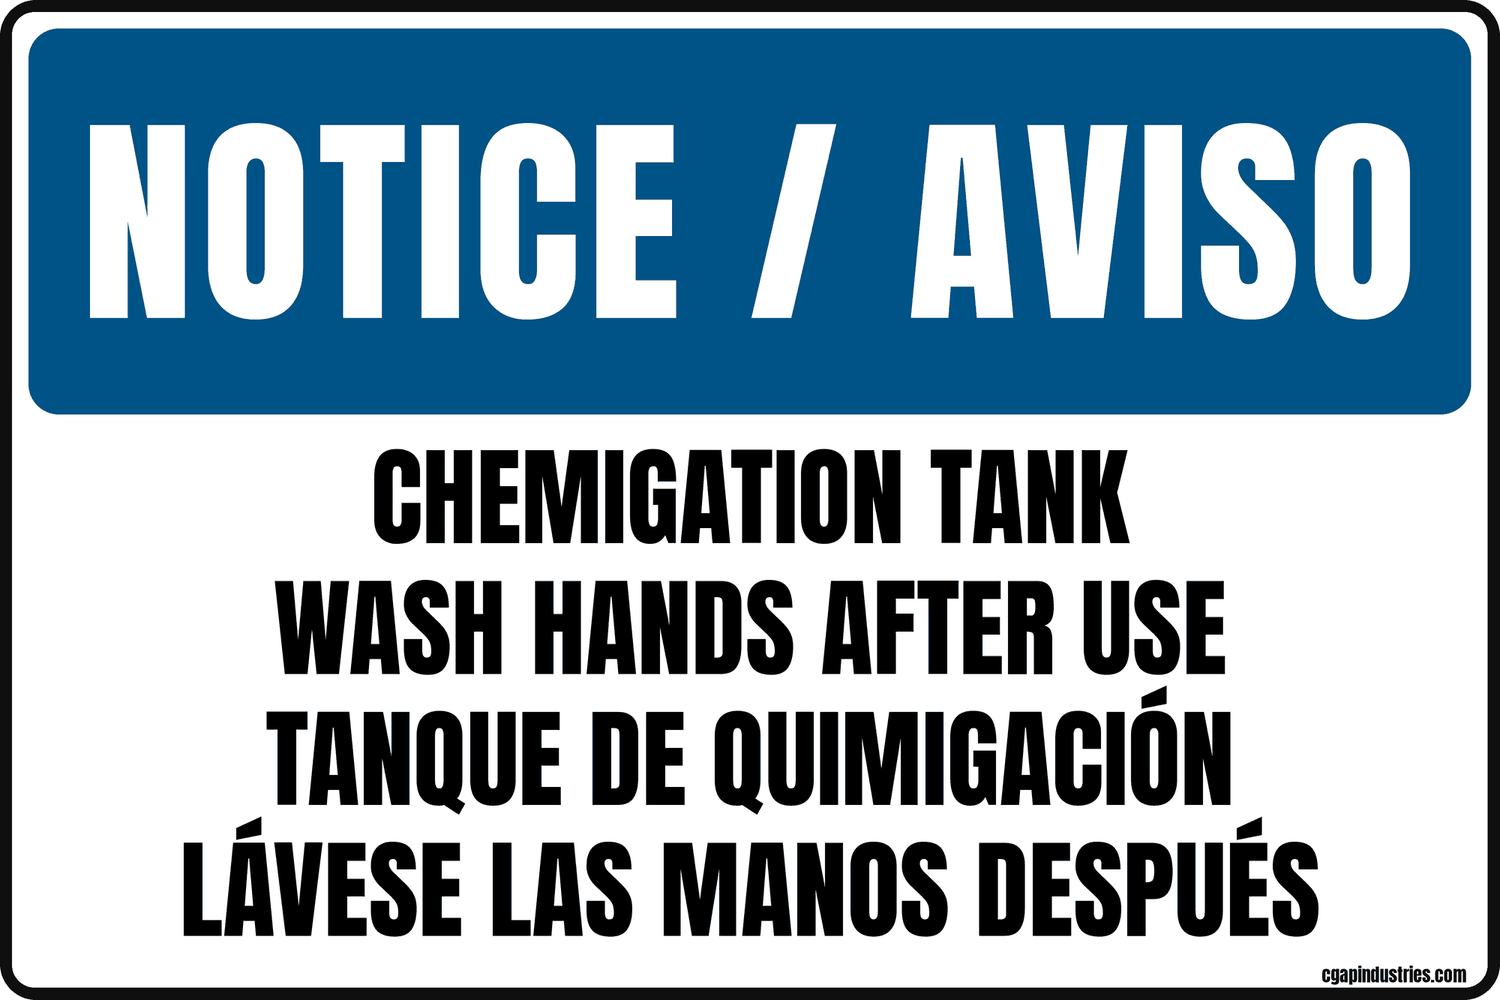 NOTICE / AVISO
CHEMIGATION TANK
WASH HANDS AFTER USE
TANQUE DE QUIMIGACIÓN
LÁVESE LAS MANOS DESPUÉS
cgapindustries.com